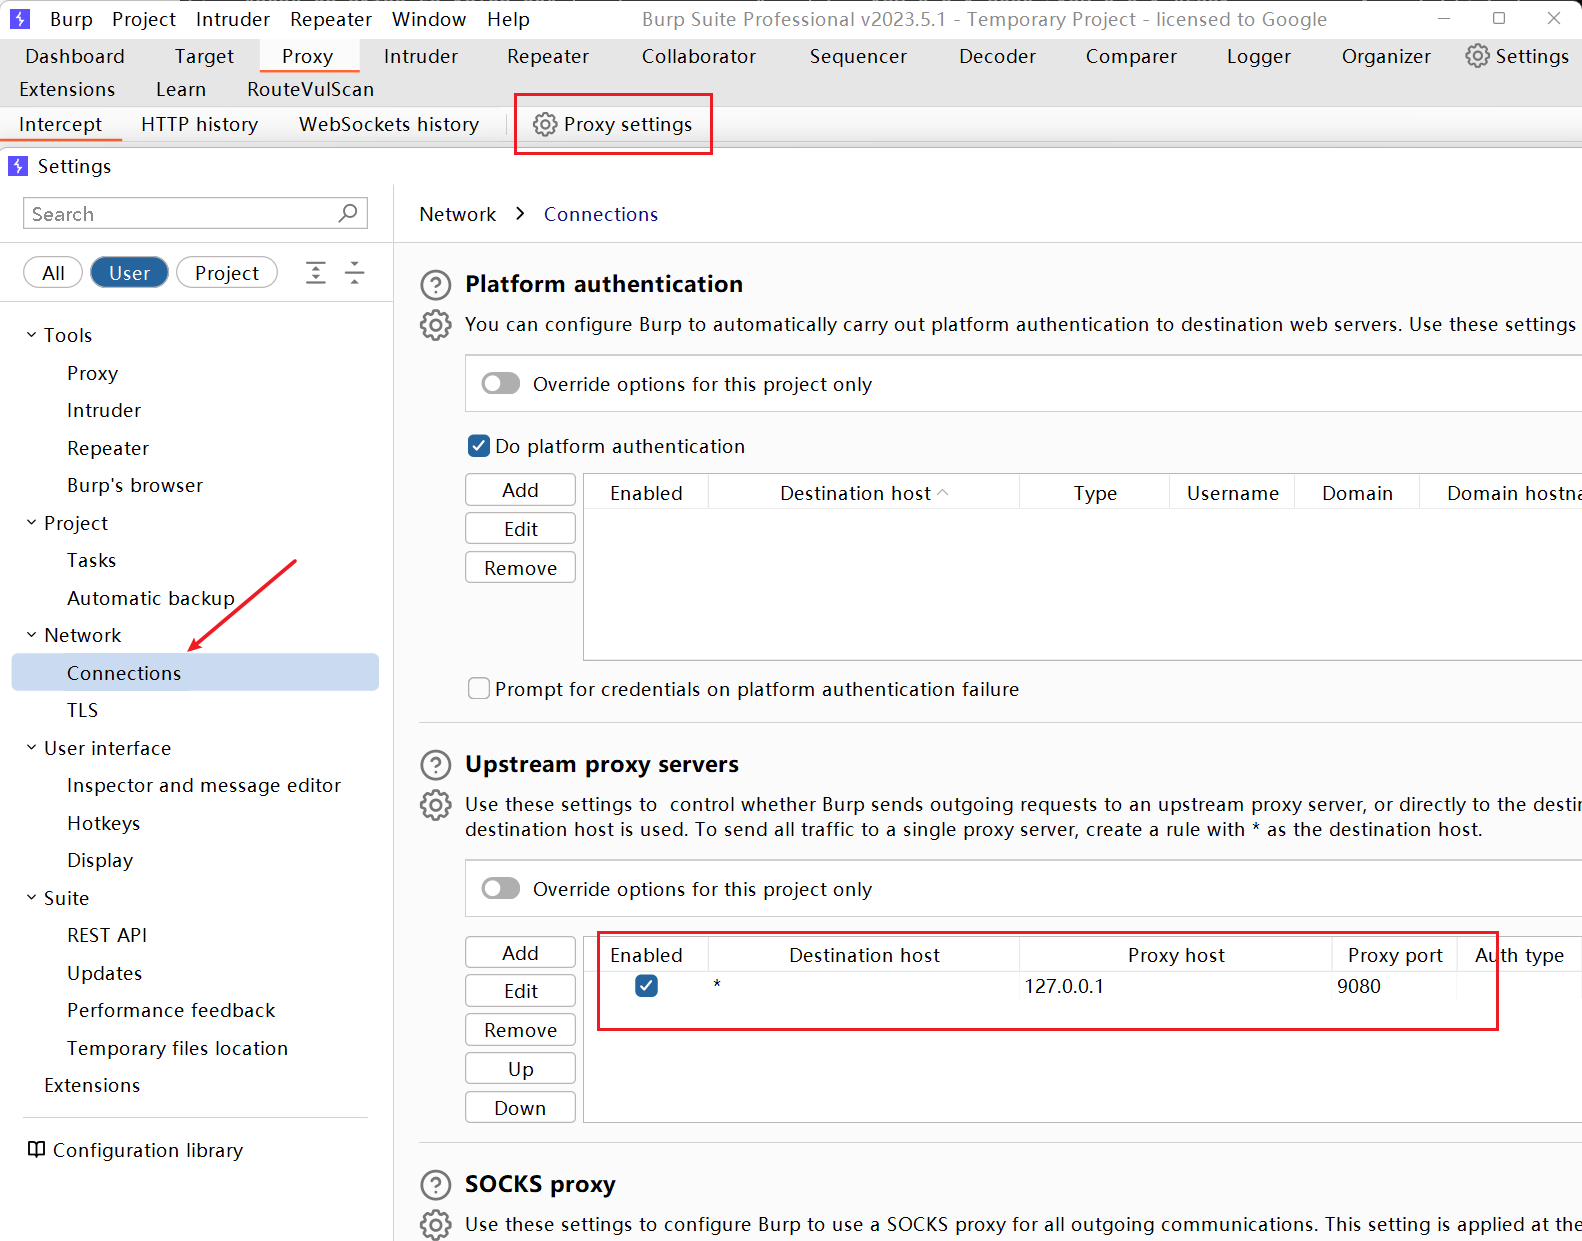 Burp Project Intruder Repeater Window Help Burp Suite Professional v2023.5.1 - Temporary Project - licensed to Google
Dashboard Target Proxy Intruder Repeater Collaborator Sequencer Decoder Comparer Logger Organizer Settings
Extensions Learn RouteVulScan
Intercept HTTP history WebSockets history Proxy settings
Settings
Search
Network > Connections
All User Project
Tools
Proxy
Intruder
Repeater
Burp's browser
Project
Tasks
Automatic backup
Network
Connections
TLS
User interface
Inspector and message editor
Hotkeys
Display
Suite
REST API
Updates
Performance feedback
Temporary files location
Extensions
Configuration library
Platform authentication
You can configure Burp to automatically carry out platform authentication to destination web servers. Use these settings
Override options for this project only
Do platform authentication
Add
Edit
Remove
Enabled Destination host Type Username Domain Domain hostna
Prompt for credentials on platform authentication failure
Upstream proxy servers
Use these settings to control whether Burp sends outgoing requests to an upstream proxy server, or directly to the destin
destination host is used. To send all traffic to a single proxy server, create a rule with * as the destination host.
Override options for this project only
Add
Edit
Remove
Up
Down
Enabled Destination host Proxy host Proxy port Auth type
* 127.0.0.1 9080
SOCKS proxy
Use these settings to configure Burp to use a SOCKS proxy for all outgoing communications. This setting is applied at the